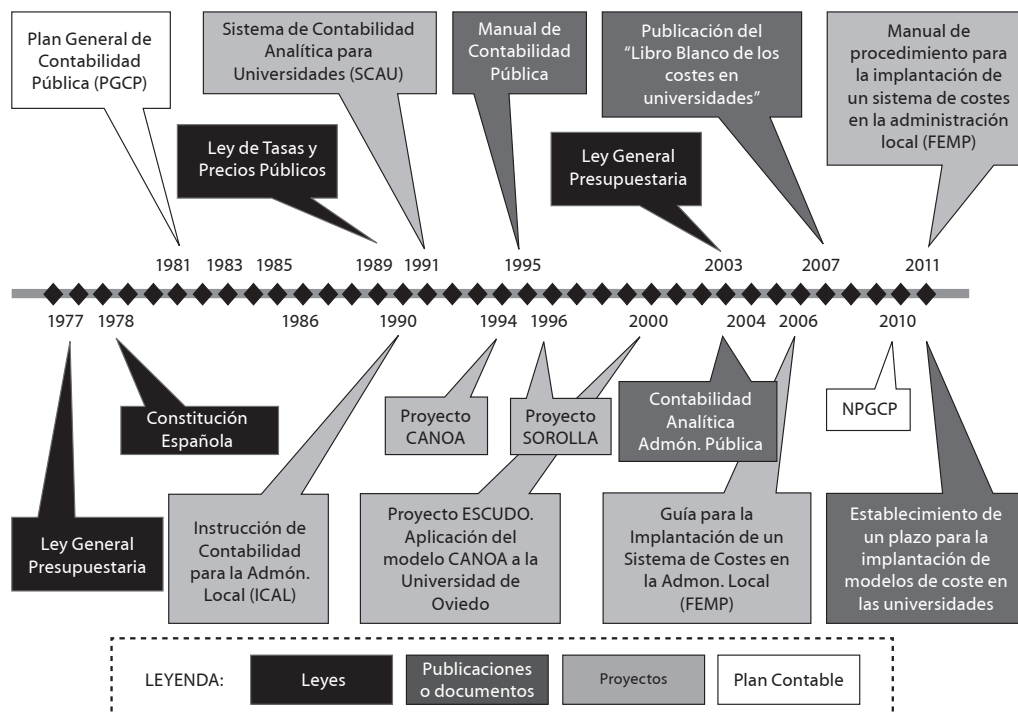 Plan General de
Contabilidad
Pública (PGCP)
Sistema de Contabilidad
Analítica para
Universidades (SCAU)
Manual de
Contabilidad
Pública
Publicación del
“Libro Blanco de los
costes en
universidades”
Manual de
procedimiento para
la implantación de
un sistema de costes
en la administración
local (FEMP)
Ley de Tasas y
Precios Públicos
Ley General
Presupuestaria
1981 1983 1985 1989 1991 1995 2003 2007 2011
1977 1978 1986 1990 1994 1996 2000 2004 2006 2010
Constitución
Española
Proyecto
CANOA
Proyecto
SOROLLA
Contabilidad
Analítica
Admón. Pública
NPGCP
Ley General
Presupuestaria
Instrucción de
Contabilidad
para la Admón.
Local (ICAL)
Proyecto ESCUDO.
Aplicación del
modelo CANOA a la
Universidad de
Oviedo
Guía para la
Implantación de un
Sistema de Costes en
la Admon. Local
(FEMP)
Establecimiento de
un plazo para la
implantación de
modelos de coste en
las universidades
LEYENDA:
Leyes
Publicaciones
o documentos
Proyectos
Plan Contable